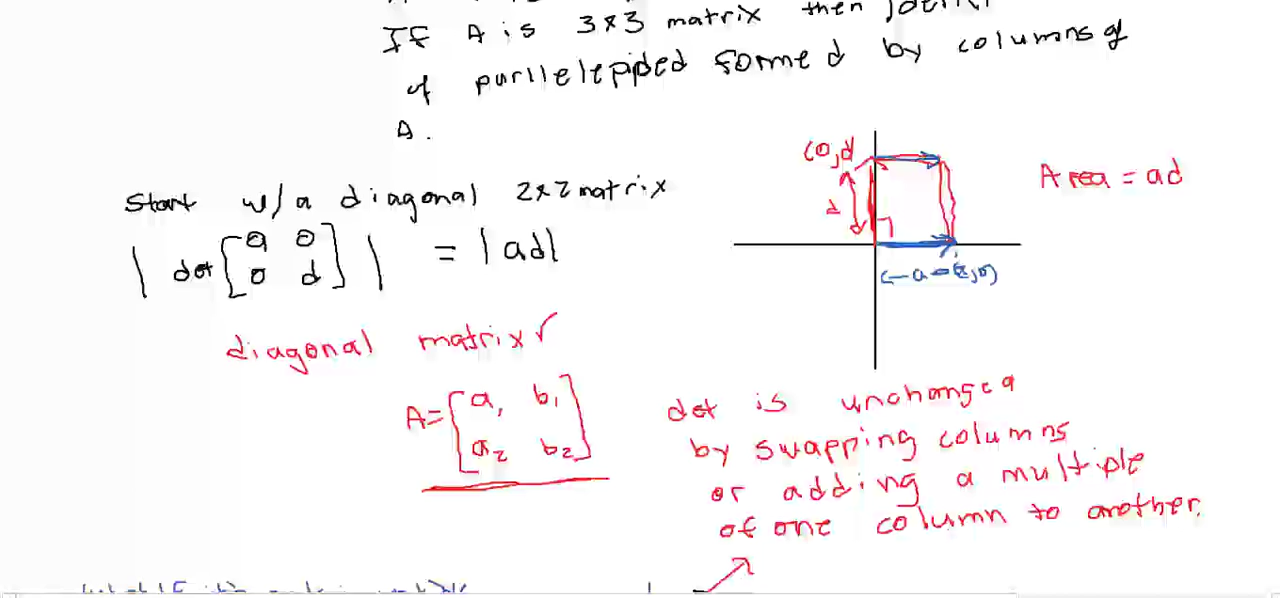 If A is 3x3 matrix then
of purllelepiped formed by columns of
A.
Start w/a diagonal 2x2 matrix
| det [a 0 | = |ad|
0 d]
(0,d
d
Area = ad
diagonal matrix ✓
A = [a₁ b₁
a₂ b₂]
det is unchanged
by swapping columns
or adding a multiple
of one column to another.